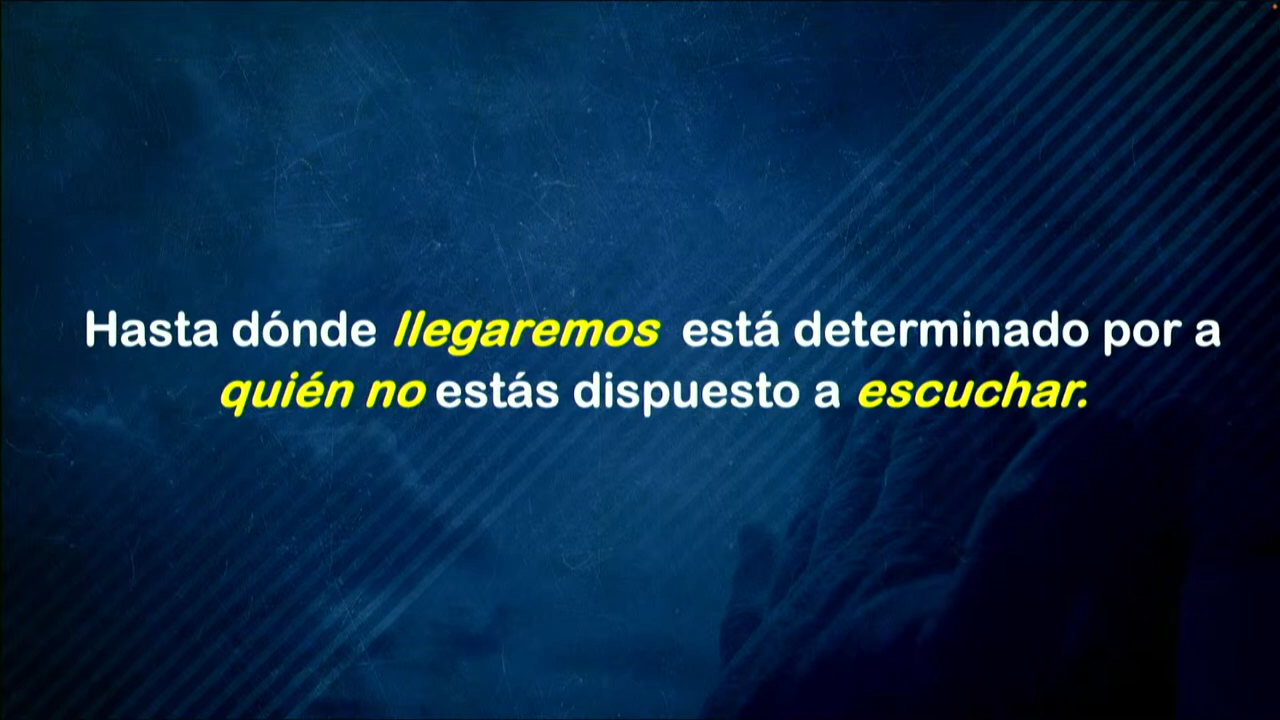 Hasta dónde llegaremos está determinado por a
quién no estás dispuesto a escuchar.